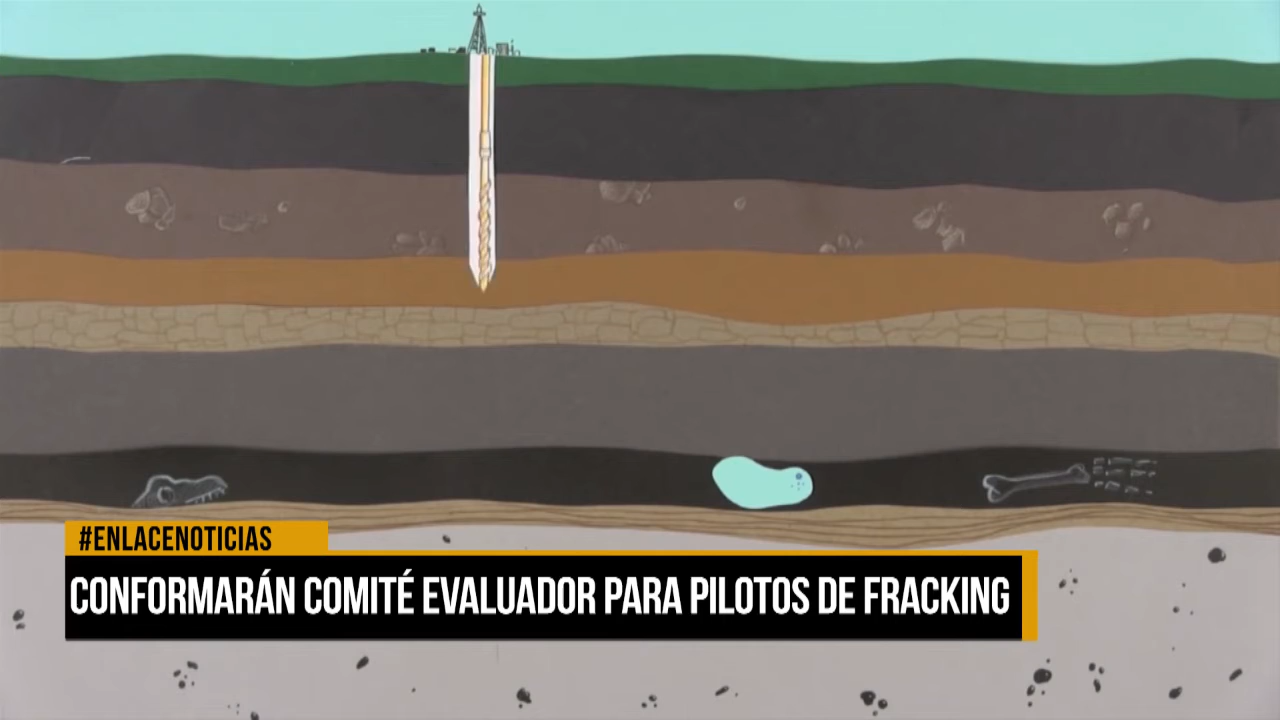 #ENLACENOTICIAS
CONFORMARÁN COMITÉ EVALUADOR PARA PILOTOS DE FRACKING